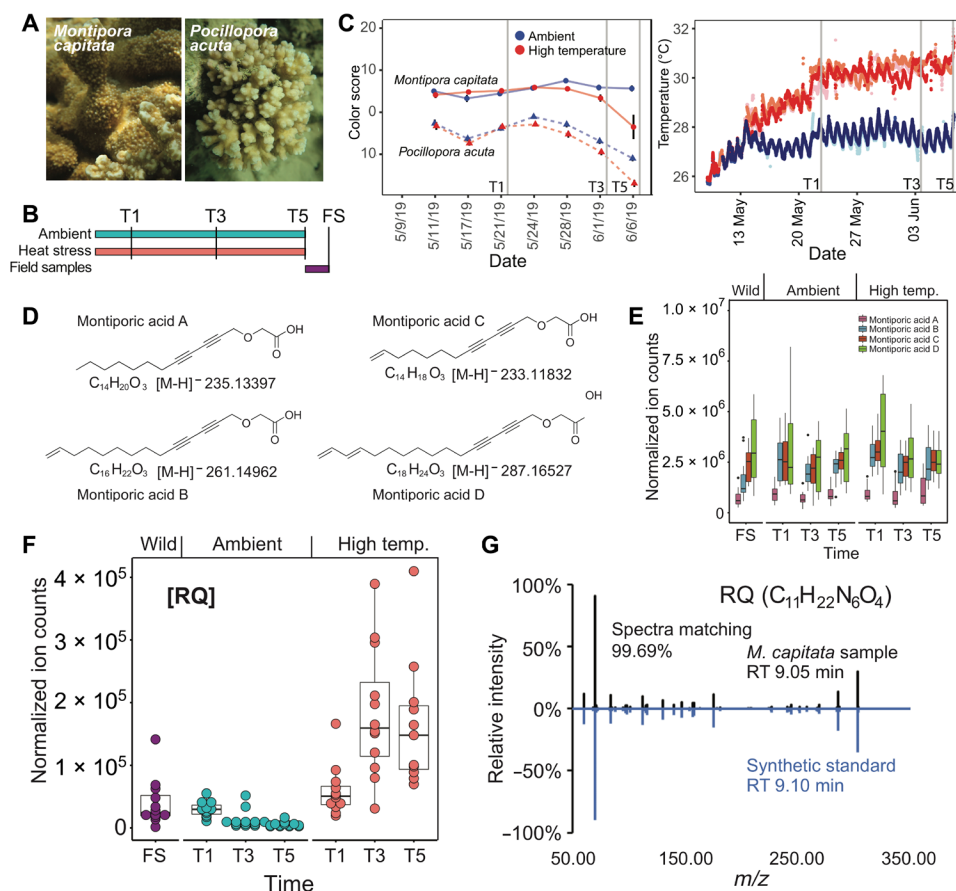 A
Montipora
capitata
Pocillopora
acuta
B
T1 T3 T5 FS
Ambient
Heat stress
Field samples
C
Ambient
High temperature
Color score
10
0
10
Montipora capitata
Pocillopora acuta
T1 T3 T5
5/9/19 5/11/19 5/17/19 5/21/19 5/24/19 5/28/19 6/1/19 6/6/19
Date
Temperature (°C)
32
30
28
26
T1 T3 T5
13 May 20 May 27 May 03 Jun
Date
D
Montiporic acid A
OH
O
O
C14H20O3 [M-H]− 235.13397
Montiporic acid C
OH
O
O
C14H18O3 [M-H]− 233.11832
OH
O
O
C16H22O3 [M-H]− 261.14962
Montiporic acid B
OH
O
O
C18H24O3 [M-H]− 287.16527
Montiporic acid D
E
Wild Ambient High temp.
Normalized ion counts
1.0 × 10⁷
7.5 × 10⁶
5.0 × 10⁶
2.5 × 10⁶
0
Montiporic acid A
Montiporic acid B
Montiporic acid C
Montiporic acid D
FS T1 T3 T5 T1 T3 T5
Time
F
Wild Ambient High temp.
Normalized ion counts
4 × 10⁵
3 × 10⁵
2 × 10⁵
1 × 10⁵
0
[RQ]
FS T1 T3 T5 T1 T3 T5
Time
G
Relative intensity
100%
50%
0%
−50%
−100%
RQ (C11H22N6O4)
Spectra matching
99.69%
M. capitata sample
RT 9.05 min
Synthetic standard
RT 9.10 min
50.00 150.00 250.00 350.00
m/z